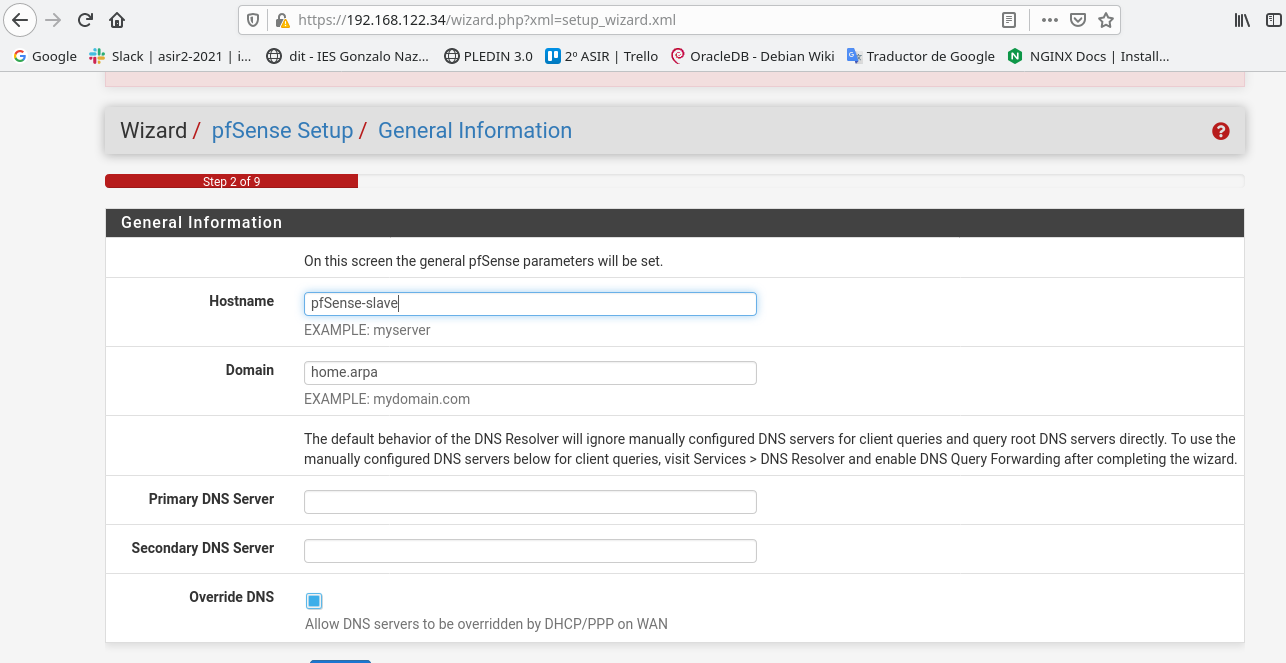 https://192.168.122.34/wizard.php?xml=setup_wizard.xml
Google Slack | asir2-2021 | i... dit - IES Gonzalo Naz... PLEDIN 3.0 2º ASIR | Trello OracleDB - Debian Wiki Traductor de Google NGINX Docs | Install...
Wizard / pfSense Setup / General Information
Step 2 of 9
General Information
On this screen the general pfSense parameters will be set.
Hostname pfSense-slave
EXAMPLE: myserver
Domain home.arpa
EXAMPLE: mydomain.com
The default behavior of the DNS Resolver will ignore manually configured DNS servers for client queries and query root DNS servers directly. To use the
manually configured DNS servers below for client queries, visit Services > DNS Resolver and enable DNS Query Forwarding after completing the wizard.
Primary DNS Server
Secondary DNS Server
Override DNS
Allow DNS servers to be overridden by DHCP/PPP on WAN